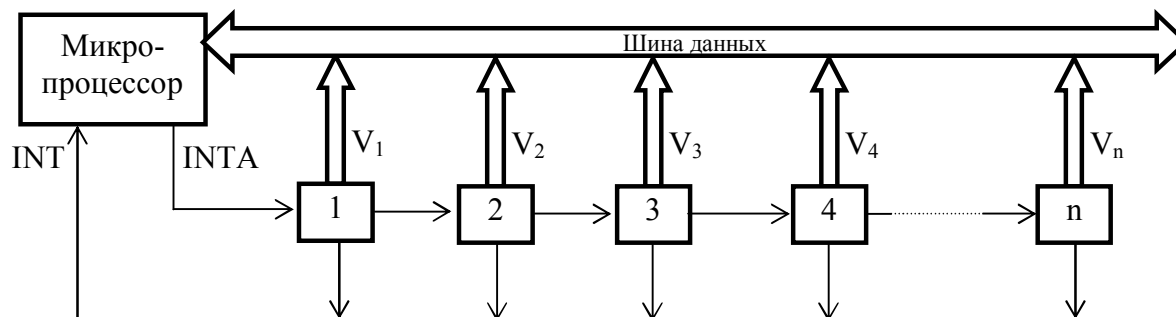 Микро-
процессор
Шина данных
INT
INTA
V₁
V₂
V₃
V₄
Vₙ
1
2
3
4
n